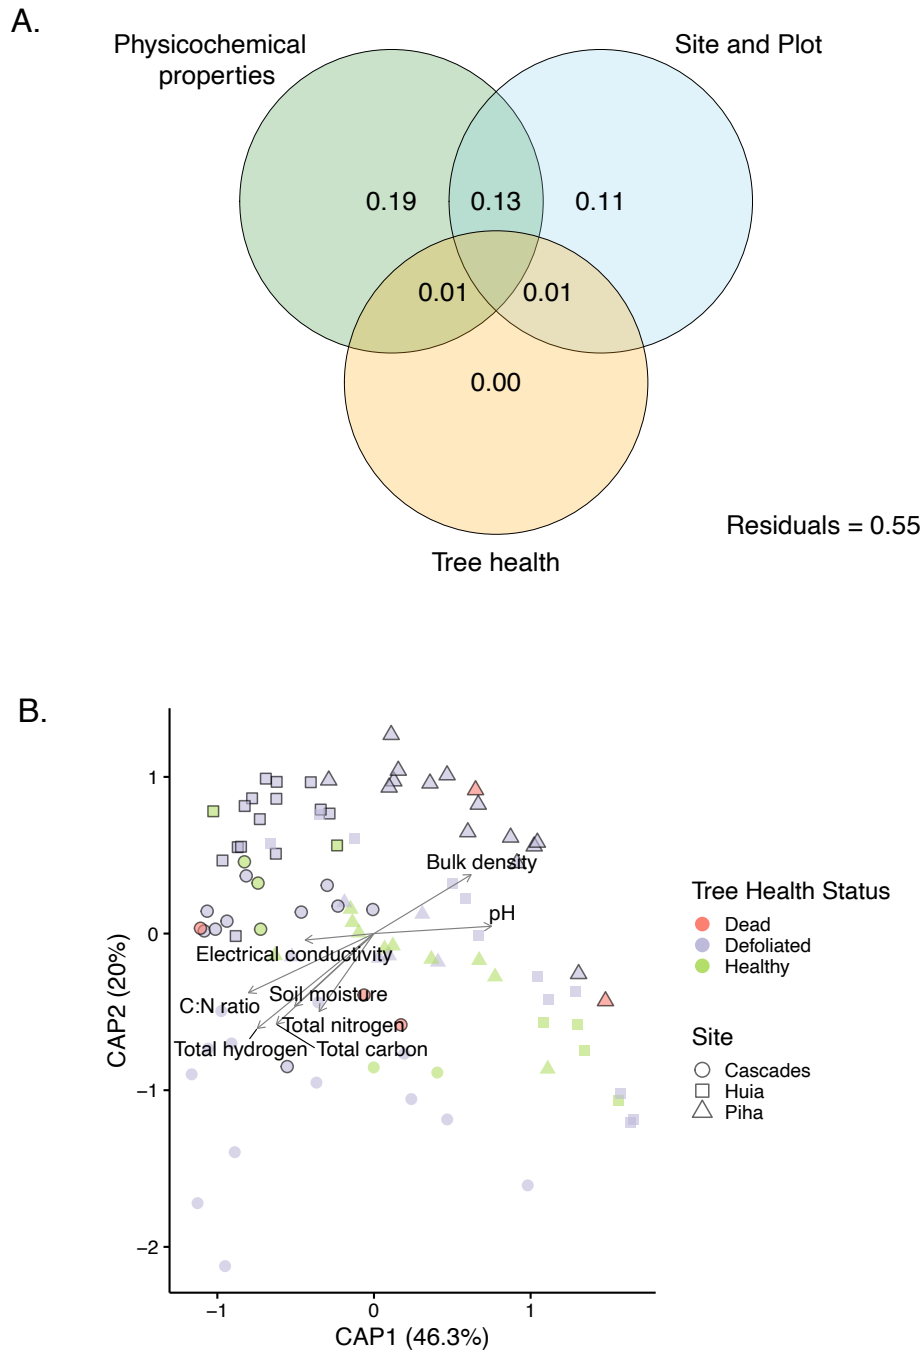 A.
Physicochemical
properties
Site and Plot
0.19
0.13
0.11
0.01
0.01
0.00
Residuals = 0.55
Tree health
B.
CAP2 (20%)
1
0
−1
−2
Bulk density
pH
Electrical conductivity
C:N ratio
Soil moisture
Total nitrogen
Total hydrogen
Total carbon
−1
0
1
CAP1 (46.3%)
Tree Health Status
Dead
Defoliated
Healthy
Site
Cascades
Huia
Piha